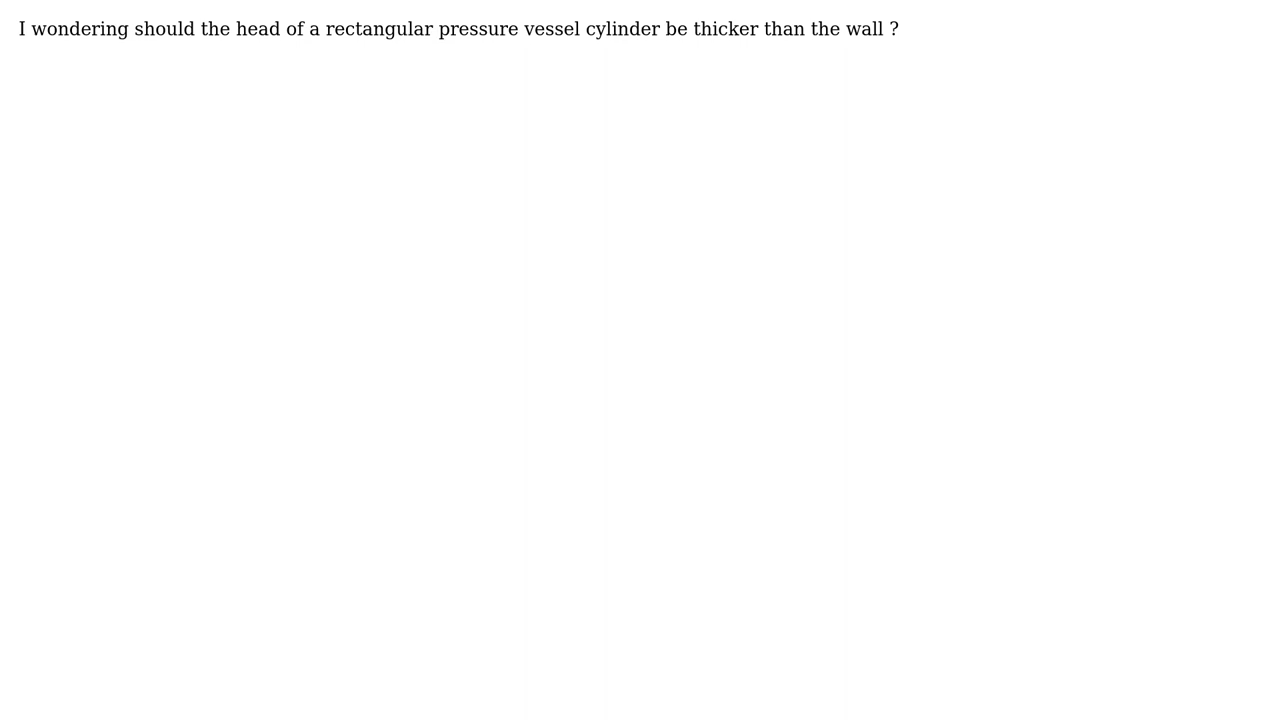 I wondering should the head of a rectangular pressure vessel cylinder be thicker than the wall ?